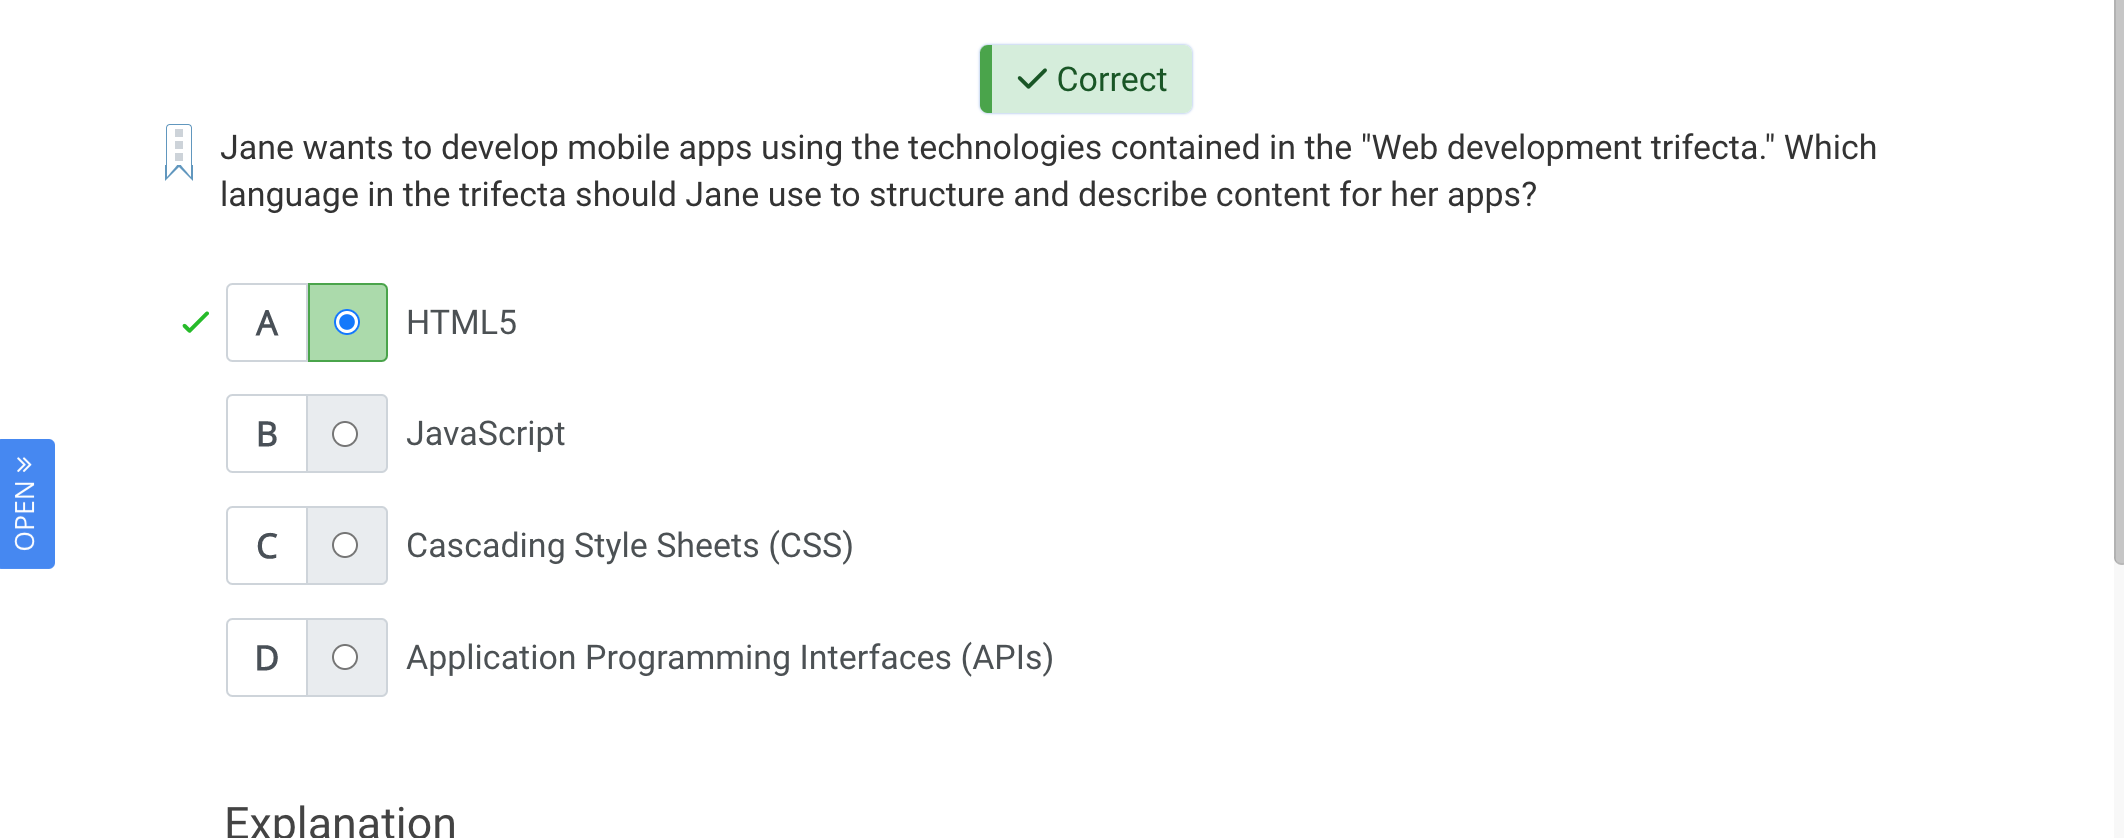 Correct
Jane wants to develop mobile apps using the technologies contained in the "Web development trifecta." Which
language in the trifecta should Jane use to structure and describe content for her apps?
A HTML5
B JavaScript
OPEN »
C Cascading Style Sheets (CSS)
D Application Programming Interfaces (APIs)
Explanation